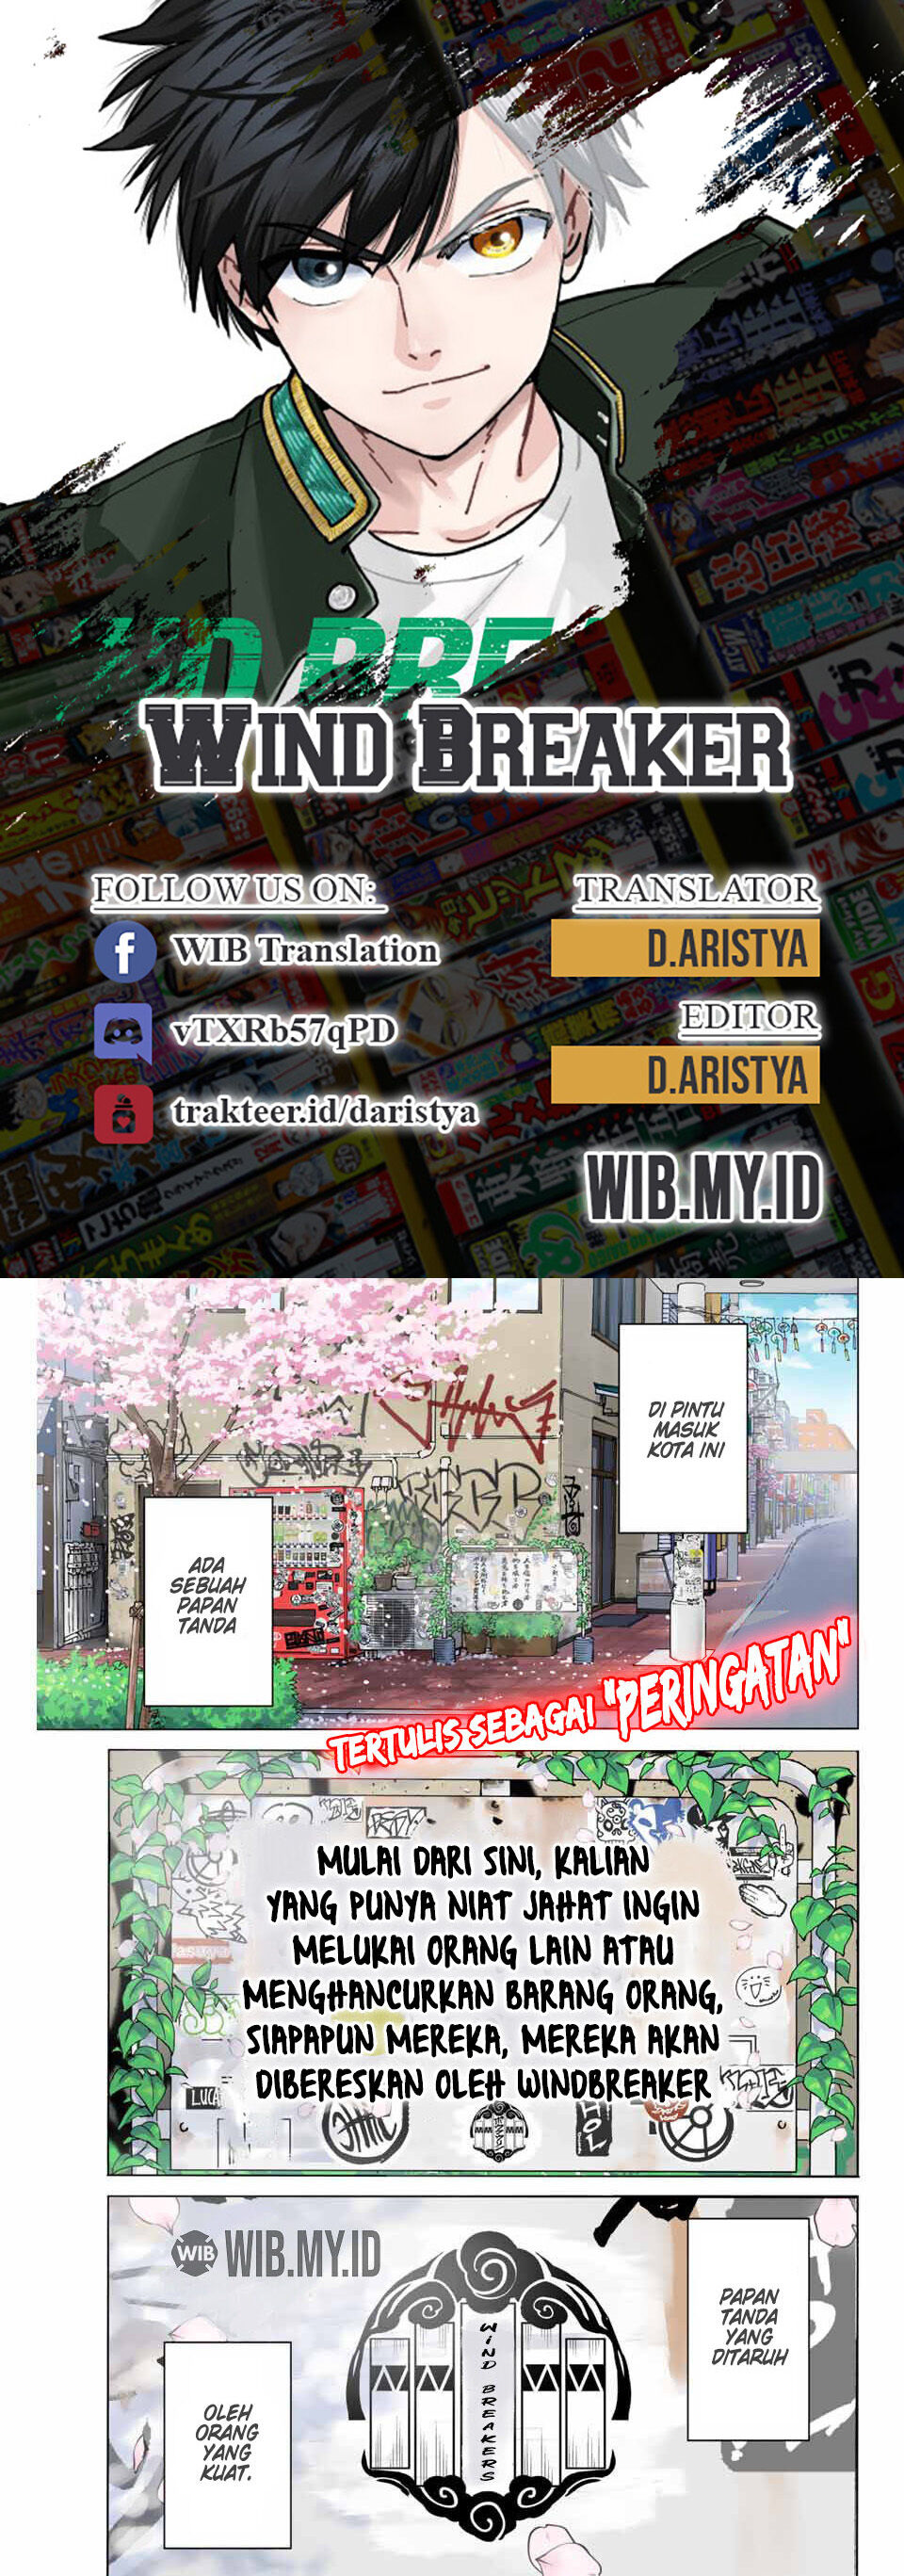 WIND BREAKER
FOLLOW US ON:
WIB Translation
vTXRb57qPD
trakteer.id/daristya
TRANSLATOR
D.ARISTYA
EDITOR
D.ARISTYA
WIB.MY.ID
DI PINTU
MASUK
KOTA INI
ADA
SEBUAH
PAPAN
TANDA
TERTULIS SEBAGAI "PERINGATAN"
MULAI DARI SINI, KALIAN
YANG PUNYA NIAT JAHAT INGIN
MELUKAI ORANG LAIN ATAU
MENGHANCURKAN BARANG ORANG,
SIAPAPUN MEREKA, MEREKA AKAN
DIBERESKAN OLEH WINDBREAKER
LUCA
WIB WIB.MY.ID
PAPAN
TANDA
YANG
DITARUH
WIND BREAKERS
OLEH
ORANG
YANG
KUAT.